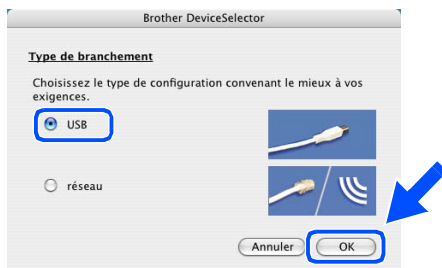 Brother DeviceSelector
Type de branchement
Choisissez le type de configuration convenant le mieux à vos
exigences.
USB
réseau
Annuler OK